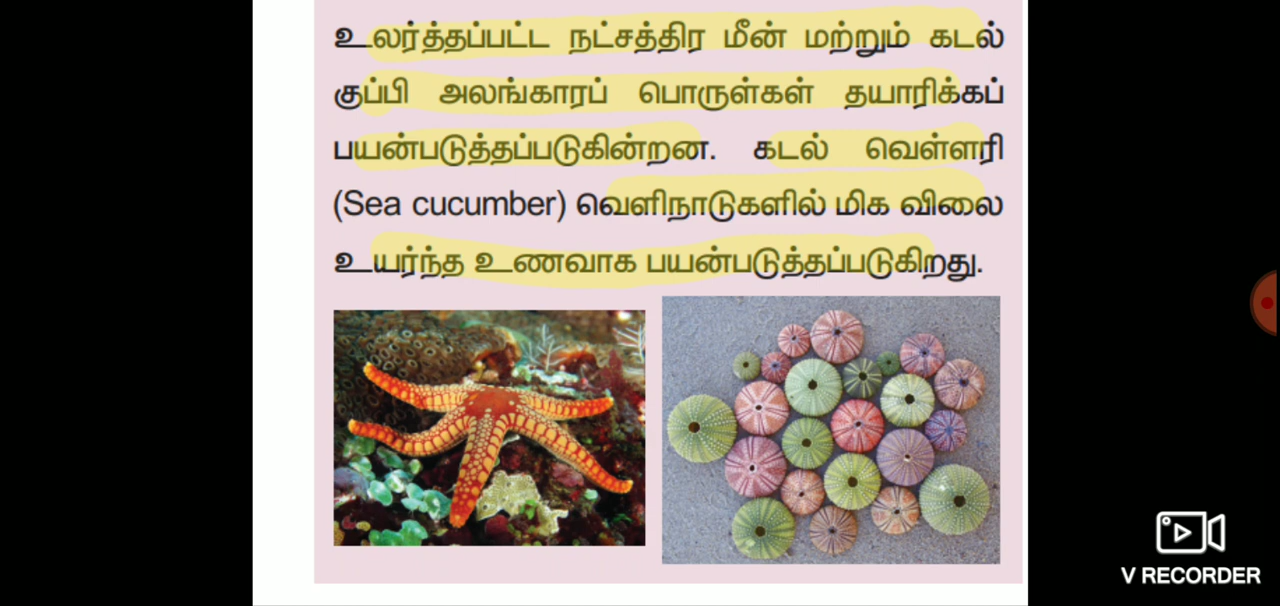 உலர்த்தப்பட்ட நட்சத்திர மீன் மற்றும் கடல்
குப்பி அலங்காரப் பொருள்கள் தயாரிக்கப்
பயன்படுத்தப்படுகின்றன. கடல் வெள்ளரி
(Sea cucumber) வெளிநாடுகளில் மிக விலை
உயர்ந்த உணவாக பயன்படுத்தப்படுகிறது.
V RECORDER